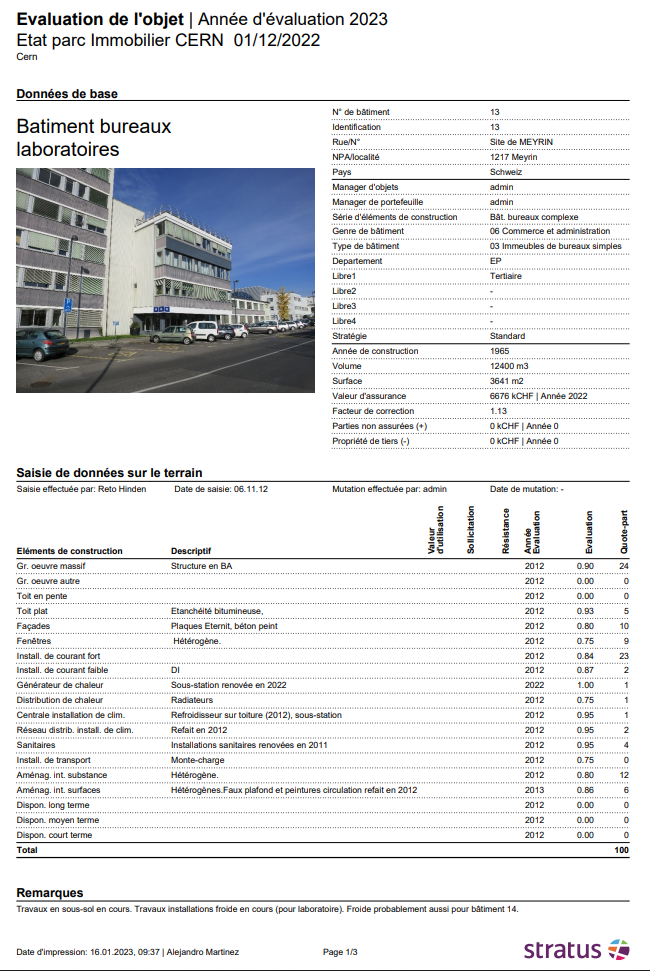 Evaluation de l'objet | Année d'évaluation 2023
Etat parc Immobilier CERN 01/12/2022
Cern
Données de base
Batiment bureaux
laboratoires
N° de bâtiment 13
Identification 13
Rue/N° Site de MEYRIN
NPA/localité 1217 Meyrin
Pays Schweiz
Manager d'objets admin
Manager de portefeuille admin
Série d'éléments de construction Bât. bureaux complexe
Genre de bâtiment 06 Commerce et administration
Type de bâtiment 03 Immeubles de bureaux simples
Departement EP
Libre1 Tertiaire
Libre2 -
Libre3 -
Libre4 -
Stratégie Standard
Année de construction 1965
Volume 12400 m3
Surface 3641 m2
Valeur d'assurance 6676 kCHF | Année 2022
Facteur de correction 1.13
Parties non assurées (+) 0 kCHF | Année 0
Propriété de tiers (-) 0 kCHF | Année 0
Saisie de données sur le terrain
Saisie effectuée par: Reto Hinden Date de saisie: 06.11.12 Mutation effectuée par: admin Date de mutation: -
Eléments de construction Descriptif Valeur d'utilisation Sollicitation Résistance Année Evaluation Evaluation Quote-part
Gr. oeuvre massif Structure en BA 2012 0.90 24
Gr. oeuvre autre 2012 0.00 0
Toit en pente 2012 0.00 0
Toit plat Etanchéité bitumineuse, 2012 0.93 5
Façades Plaques Eternit, béton peint 2012 0.80 10
Fenêtres Hétérogène. 2012 0.75 9
Install. de courant fort 2012 0.84 23
Install. de courant faible DI 2012 0.87 2
Générateur de chaleur Sous-station renovée en 2022 2022 1.00 1
Distribution de chaleur Radiateurs 2012 0.75 1
Centrale installation de clim. Refroidisseur sur toiture (2012), sous-station 2012 0.95 1
Réseau distrib. install. de clim. Refait en 2012 2012 0.95 2
Sanitaires Installations sanitaires renovées en 2011 2012 0.95 4
Install. de transport Monte-charge 2012 0.75 0
Aménag. int. substance Hétérogène. 2012 0.80 12
Aménag. int. surfaces Hétérogènes.Faux plafond et peintures circulation refait en 2012 2013 0.86 6
Dispon. long terme 2012 0.00 0
Dispon. moyen terme 2012 0.00 0
Dispon. court terme 2012 0.00 0
Total 100
Remarques
Travaux en sous-sol en cours. Travaux installations froide en cours (pour laboratoire). Froide probablement aussi pour bâtiment 14.
Date d'impression: 16.01.2023, 09:37 | Alejandro Martinez Page 1/3 stratus